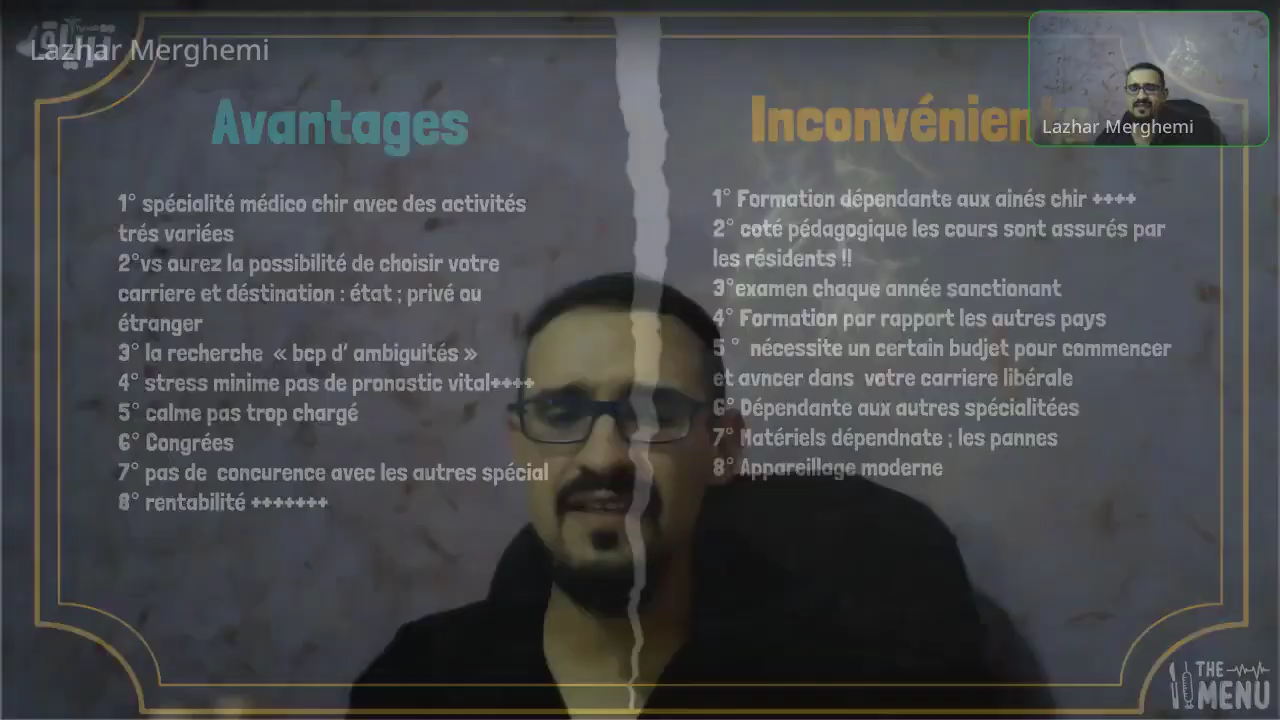 Lazhar Merghemi
ترياق
Avantages
1° spécialité médico chir avec des activités
trés variées
2°vs aurez la possibilité de choisir votre
carriere et déstination : état ; privé ou
étranger
3° la recherche « bcp d' ambiguités »
4° stress minime pas de pronostic vital++++
5° calme pas trop chargé
6° Congrées
7° pas de concurence avec les autres spécial
8° rentabilité +++++++
Inconvénien
1° Formation dépendante aux ainés chir ++++
2° coté pédagogique les cours sont assurés par
les résidents !!
3°examen chaque année sanctionant
4° Formation par rapport les autres pays
5 ° nécessite un certain budjet pour commencer
et avncer dans votre carriere libérale
6° Dépendante aux autres spécialitées
7° Matériels dépendnate ; les pannes
8° Appareillage moderne
Lazhar Merghemi
THE
MENU